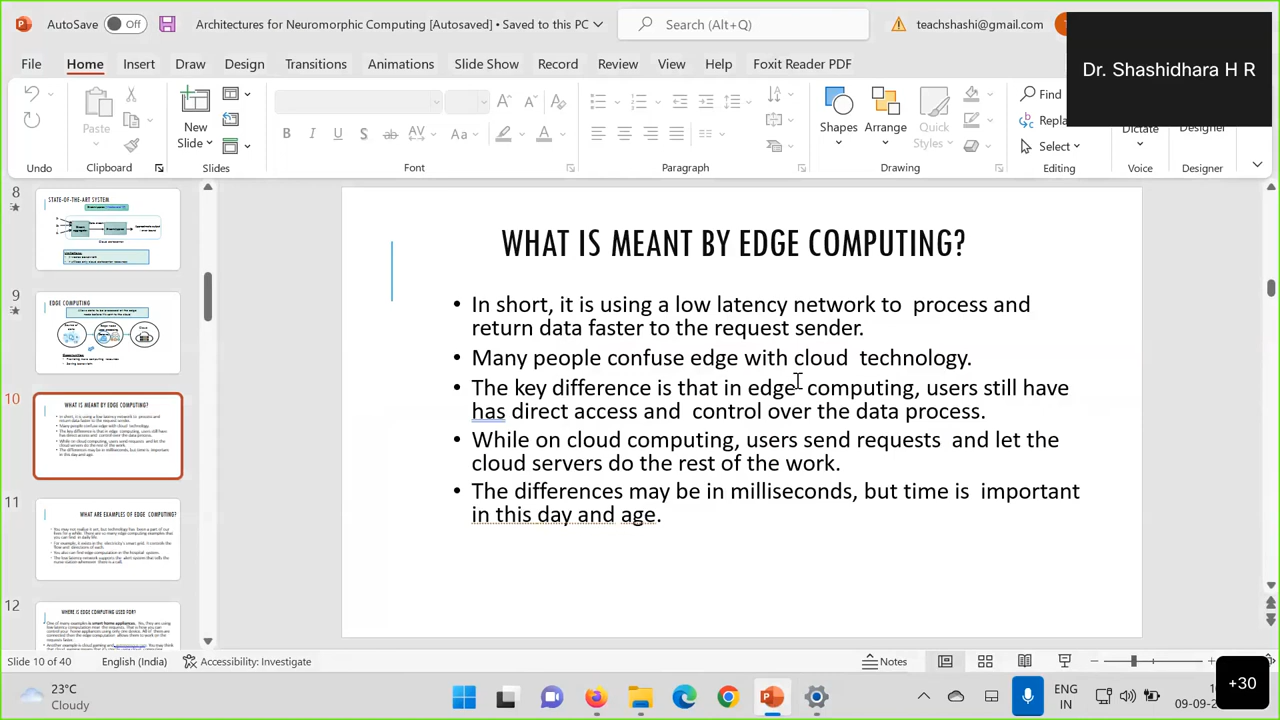 AutoSave Off Architectures for Neuromorphic Computing [Autosaved] • Saved to this PC Search (Alt+Q) teachshashi@gmail.com
Dr. Shashidhara H R
File Home Insert Draw Design Transitions Animations Slide Show Record Review View Help Foxit Reader PDF
Paste New Slide Shapes Arrange Quick Styles Find Select Dictate Designer
Undo Clipboard Slides Font Paragraph Drawing Editing Voice Designer
8
STATE-OF-THE-ART SYSTEM
9
EDGE COMPUTING
10
WHAT IS MEANT BY EDGE COMPUTING?
11
WHAT ARE EXAMPLES OF EDGE COMPUTING?
12
WHERE IS EDGE COMPUTING USED FOR?
WHAT IS MEANT BY EDGE COMPUTING?
• In short, it is using a low latency network to process and
return data faster to the request sender.
• Many people confuse edge with cloud technology.
• The key difference is that in edge computing, users still have
has direct access and control over the data process.
• While on cloud computing, users send requests and let the
cloud servers do the rest of the work.
• The differences may be in milliseconds, but time is important
in this day and age.
Slide 10 of 40 English (India) Accessibility: Investigate Notes
+30
23°C
Cloudy
ENG
IN
09-09-2